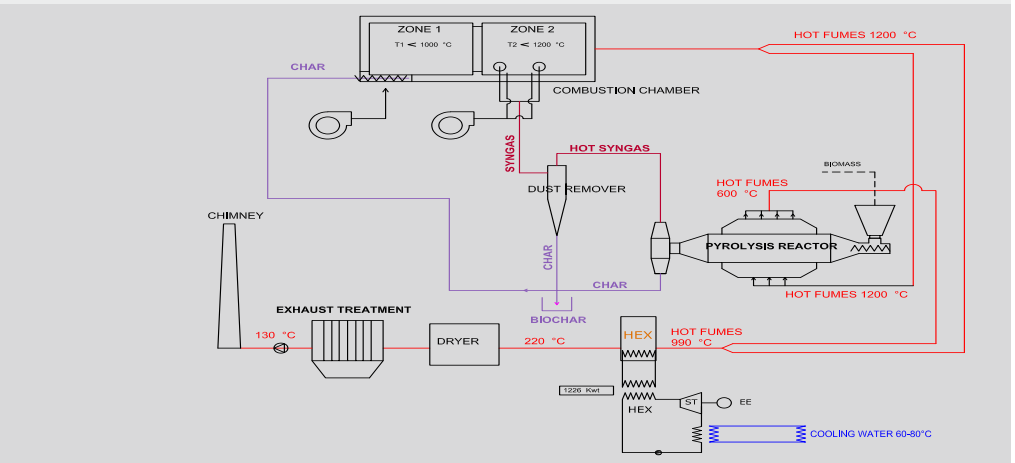 ZONE 1
T1 < 1000 °C
ZONE 2
T2 < 1200 °C
HOT FUMES 1200 °C
CHAR
COMBUSTION CHAMBER
SYNGAS
HOT SYNGAS
BIOMASS
DUST REMOVER
HOT FUMES
600 °C
CHIMNEY
PYROLYSIS REACTOR
CHAR
CHAR
HOT FUMES 1200 °C
BIOCHAR
EXHAUST TREATMENT
130 °C
DRYER
220 °C
HEX
HOT FUMES
990 °C
1226 Kwt
HEX
ST
EE
COOLING WATER 60-80°C